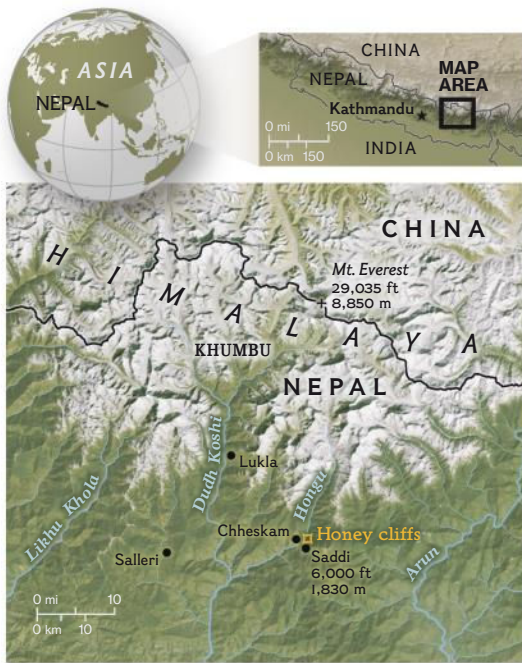 ASIA
NEPAL
CHINA
NEPAL
MAP
AREA
Kathmandu
0 mi 150
0 km 150
INDIA
CHINA
HIMALAYA
Mt. Everest
29,035 ft
8,850 m
KHUMBU
NEPAL
Dudh Koshi
Lukla
Likhu Khola
Hongu
Chheskam
Honey cliffs
Salleri
Saddi
6,000 ft
1,830 m
Arun
0 mi 10
0 km 10